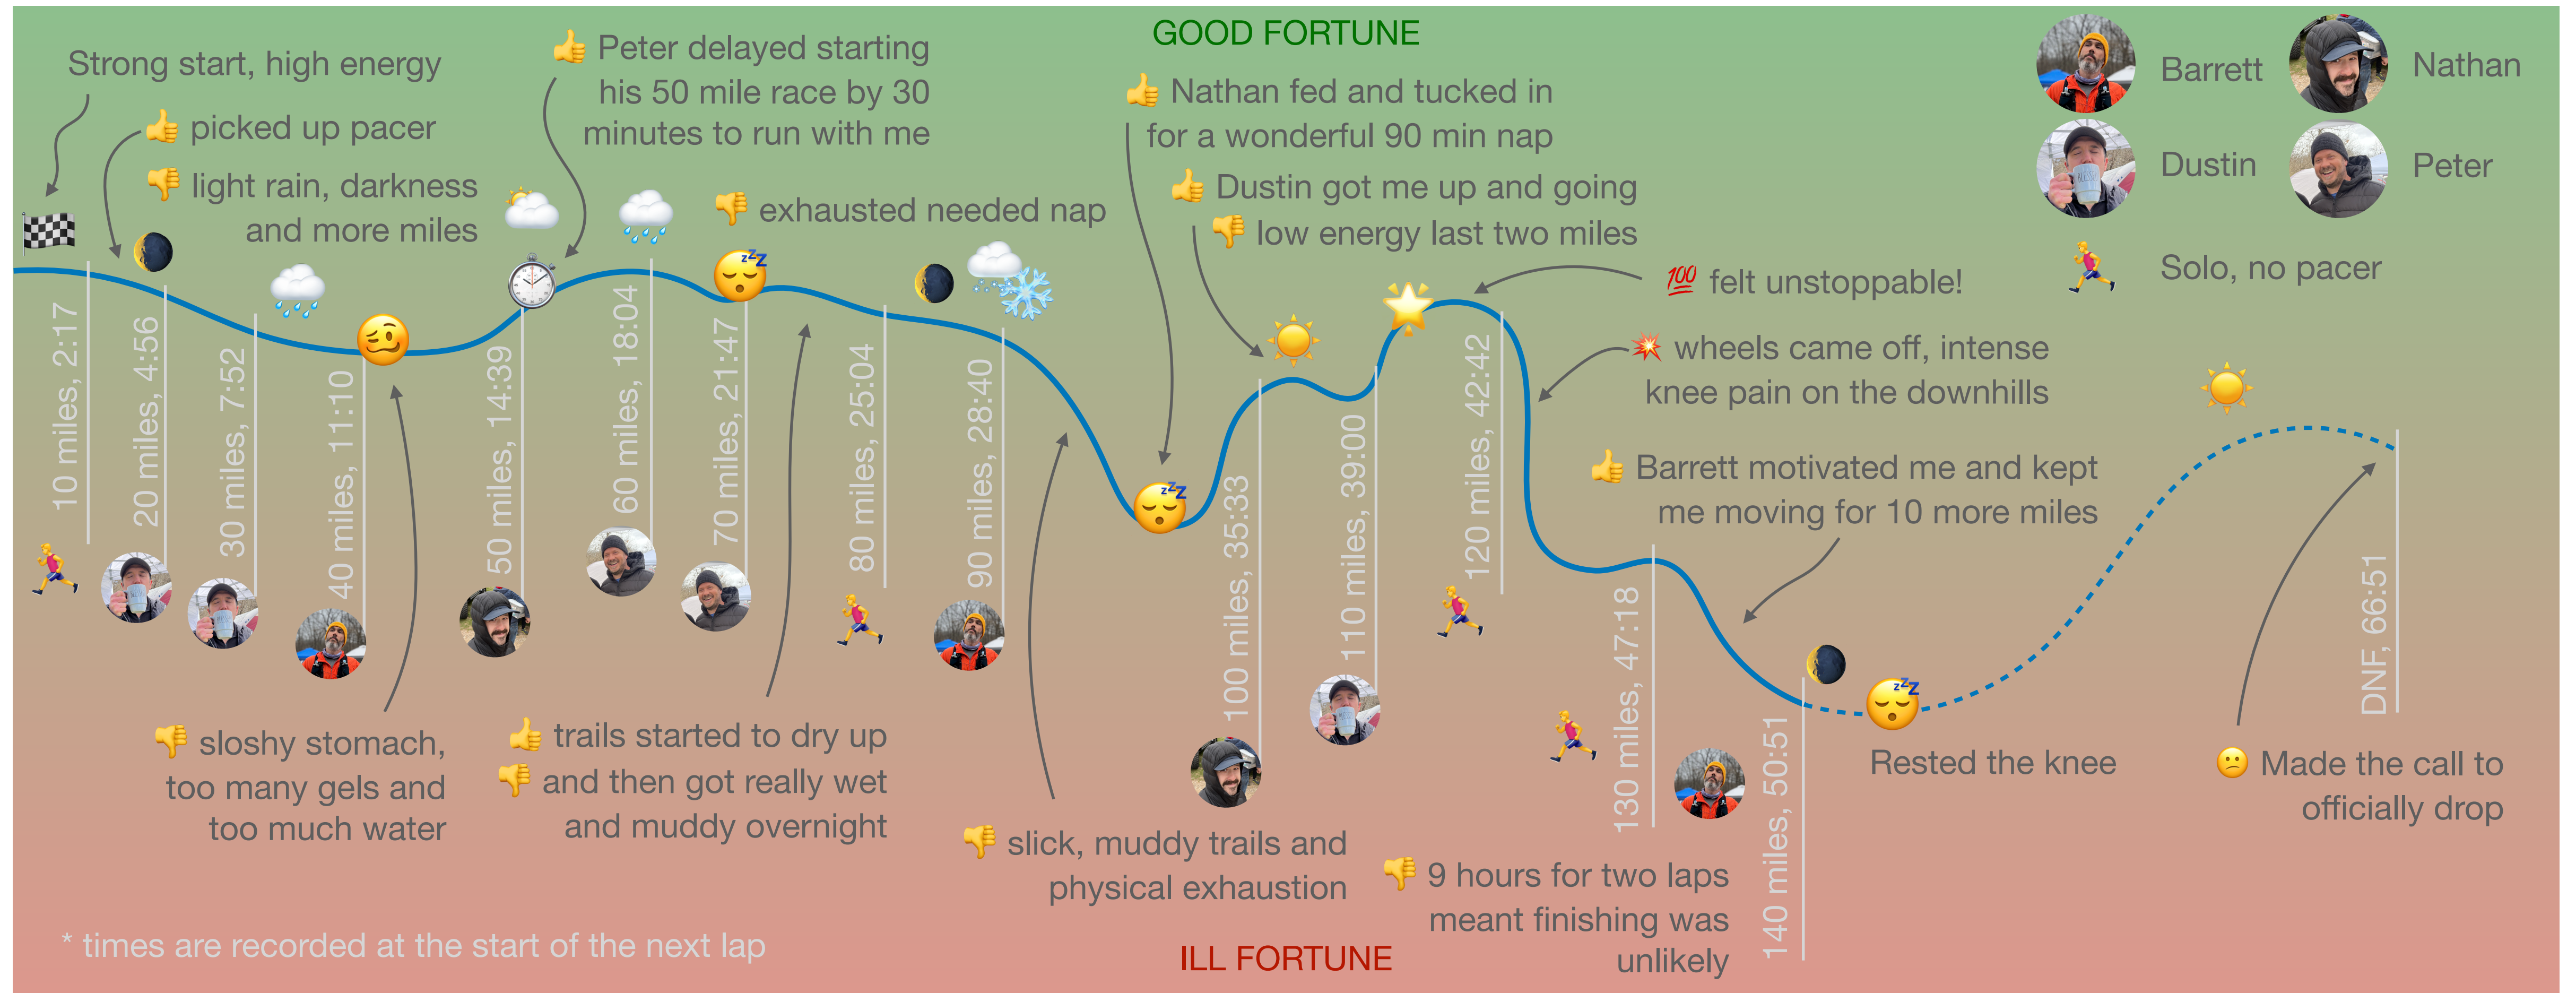 GOOD FORTUNE
Strong start, high energy
picked up pacer
light rain, darkness
and more miles
Peter delayed starting
his 50 mile race by 30
minutes to run with me
exhausted needed nap
Nathan fed and tucked in
for a wonderful 90 min nap
Dustin got me up and going
low energy last two miles
Barrett
Nathan
Dustin
Peter
Solo, no pacer
100 felt unstoppable!
wheels came off, intense
knee pain on the downhills
Barrett motivated me and kept
me moving for 10 more miles
10 miles, 2:17
20 miles, 4:56
30 miles, 7:52
40 miles, 11:10
50 miles, 14:39
60 miles, 18:04
70 miles, 21:47
80 miles, 25:04
90 miles, 28:40
100 miles, 35:33
110 miles, 39:00
120 miles, 42:42
130 miles, 47:18
140 miles, 50:51
DNF, 66:51
sloshy stomach,
too many gels and
too much water
trails started to dry up
and then got really wet
and muddy overnight
slick, muddy trails and
physical exhaustion
9 hours for two laps
meant finishing was
unlikely
Rested the knee
Made the call to
officially drop
* times are recorded at the start of the next lap
ILL FORTUNE